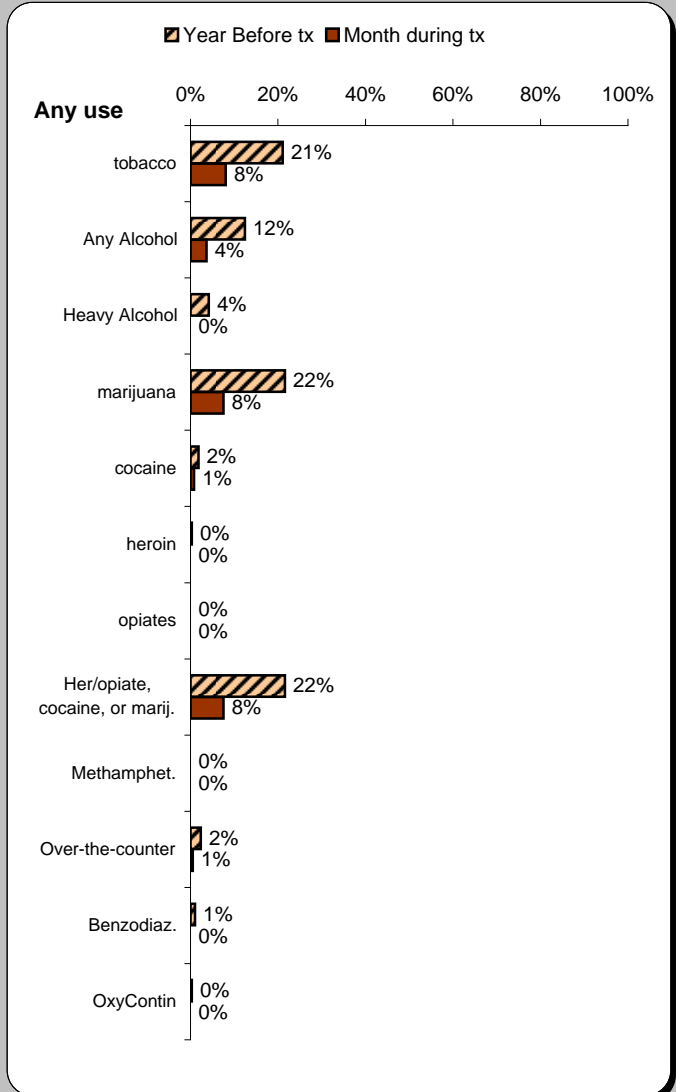 Year Before tx Month during tx
0% 20% 40% 60% 80% 100%
Any use
tobacco 21%
8%
Any Alcohol 12%
4%
Heavy Alcohol 4%
0%
marijuana 22%
8%
cocaine 2%
1%
heroin 0%
0%
opiates 0%
0%
Her/opiate, 22%
cocaine, or marij. 8%
Methamphet. 0%
0%
Over-the-counter 2%
1%
Benzodiaz. 1%
0%
OxyContin 0%
0%